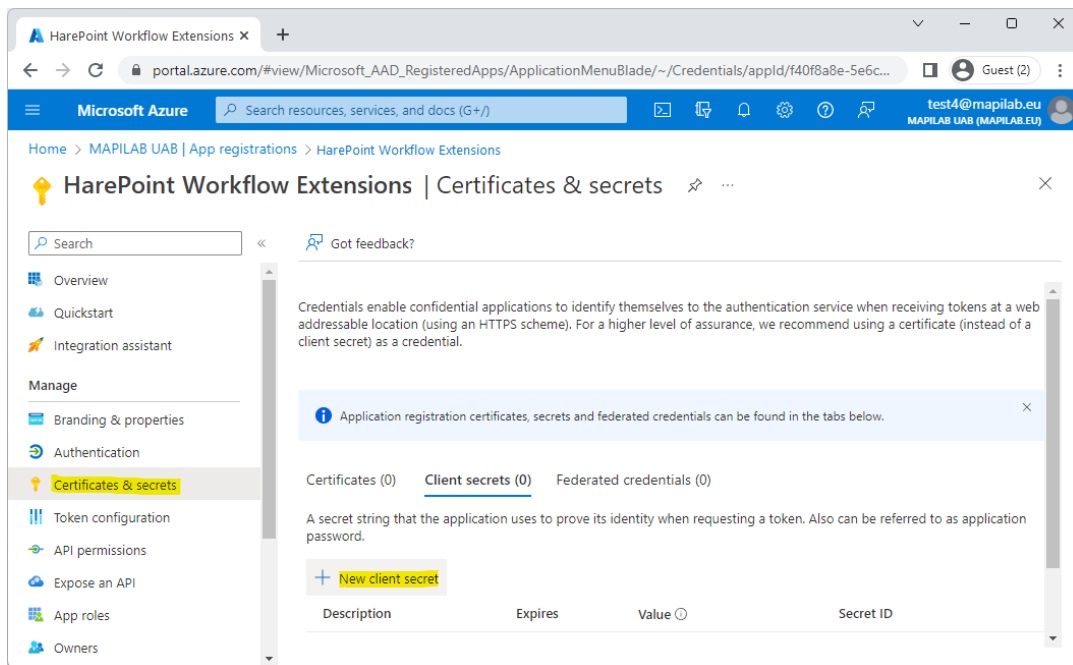 HarePoint Workflow Extensions
portal.azure.com/#view/Microsoft_AAD_RegisteredApps/ApplicationMenuBlade/~/Credentials/appId/f40f8a8e-5e6c...
Guest (2)
Microsoft Azure
Search resources, services, and docs (G+/)
test4@mapilab.eu
MAPILAB UAB (MAPILAB.EU)
Home > MAPILAB UAB | App registrations > HarePoint Workflow Extensions
HarePoint Workflow Extensions | Certificates & secrets
Search
Got feedback?
Overview
Quickstart
Integration assistant
Manage
Branding & properties
Authentication
Certificates & secrets
Token configuration
API permissions
Expose an API
App roles
Owners
Credentials enable confidential applications to identify themselves to the authentication service when receiving tokens at a web
addressable location (using an HTTPS scheme). For a higher level of assurance, we recommend using a certificate (instead of a
client secret) as a credential.
Application registration certificates, secrets and federated credentials can be found in the tabs below.
Certificates (0) Client secrets (0) Federated credentials (0)
A secret string that the application uses to prove its identity when requesting a token. Also can be referred to as application
password.
New client secret
Description Expires Value Secret ID